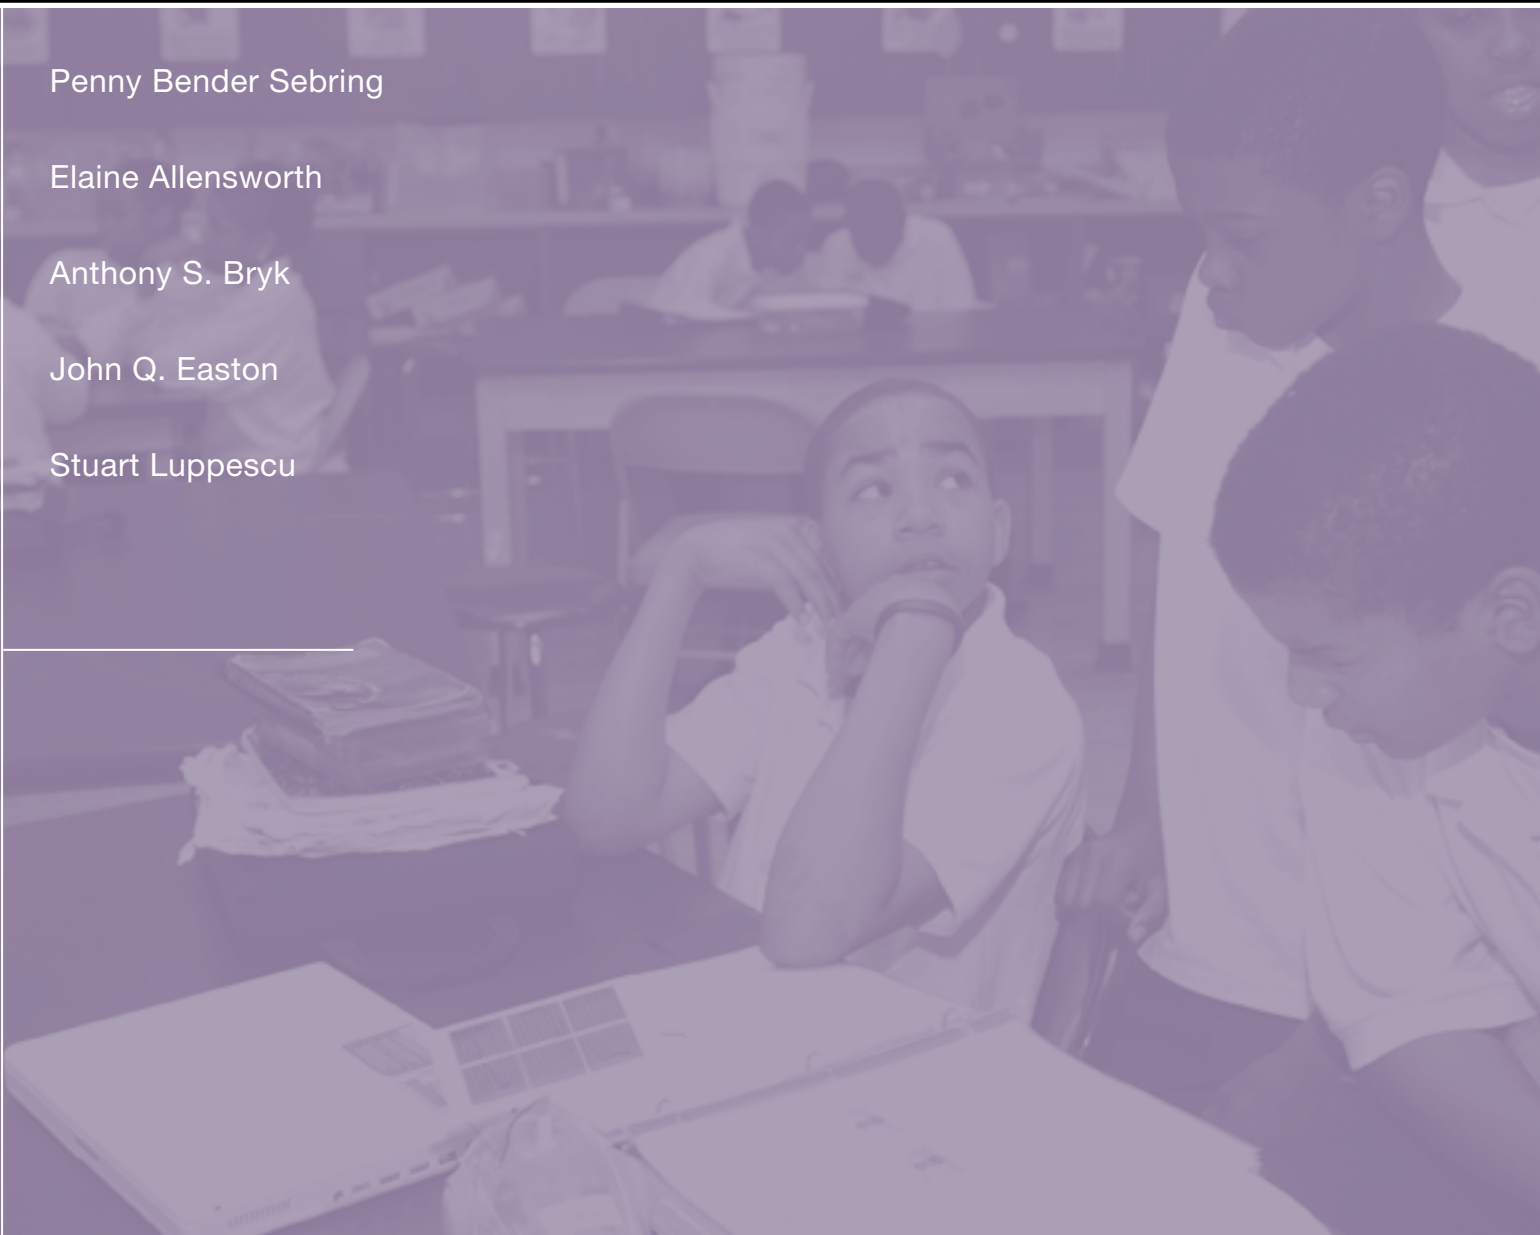 Penny Bender Sebring
Elaine Allensworth
Anthony S. Bryk
John Q. Easton
Stuart Luppescu